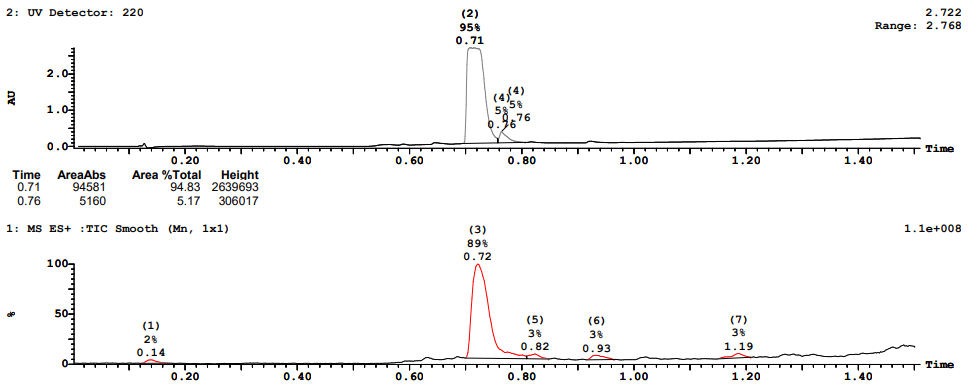 2: UV Detector: 220
2.722
Range: 2.768
(2)
95%
0.71
(4)
5%
0.76
(4)
5%
0.76
AU
2.0
1.0
0.0
0.20 0.40 0.60 0.80 1.00 1.20 1.40
Time
Time AreaAbs Area %Total Height
0.71 94581 94.83 2639693
0.76 5160 5.17 306017
1: MS ES+ :TIC Smooth (Mn, 1x1)
1.1e+008
(3)
89%
0.72
(1)
2%
0.14
(5)
3%
0.82
(6)
3%
0.93
(7)
3%
1.19
%
100
50
0
0.20 0.40 0.60 0.80 1.00 1.20 1.40
Time